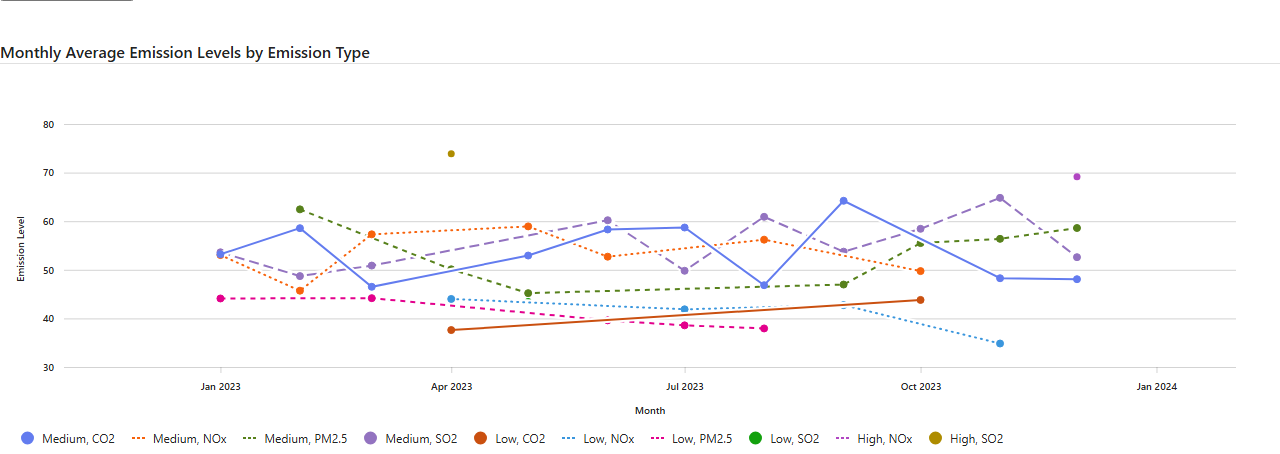 Monthly Average Emission Levels by Emission Type
80
70
60
50
40
30
Emission Level
Jan 2023 Apr 2023 Jul 2023 Oct 2023 Jan 2024
Month
Medium, CO2 Medium, NOx Medium, PM2.5 Medium, SO2 Low, CO2 Low, NOx Low, PM2.5 Low, SO2 High, NOx High, SO2